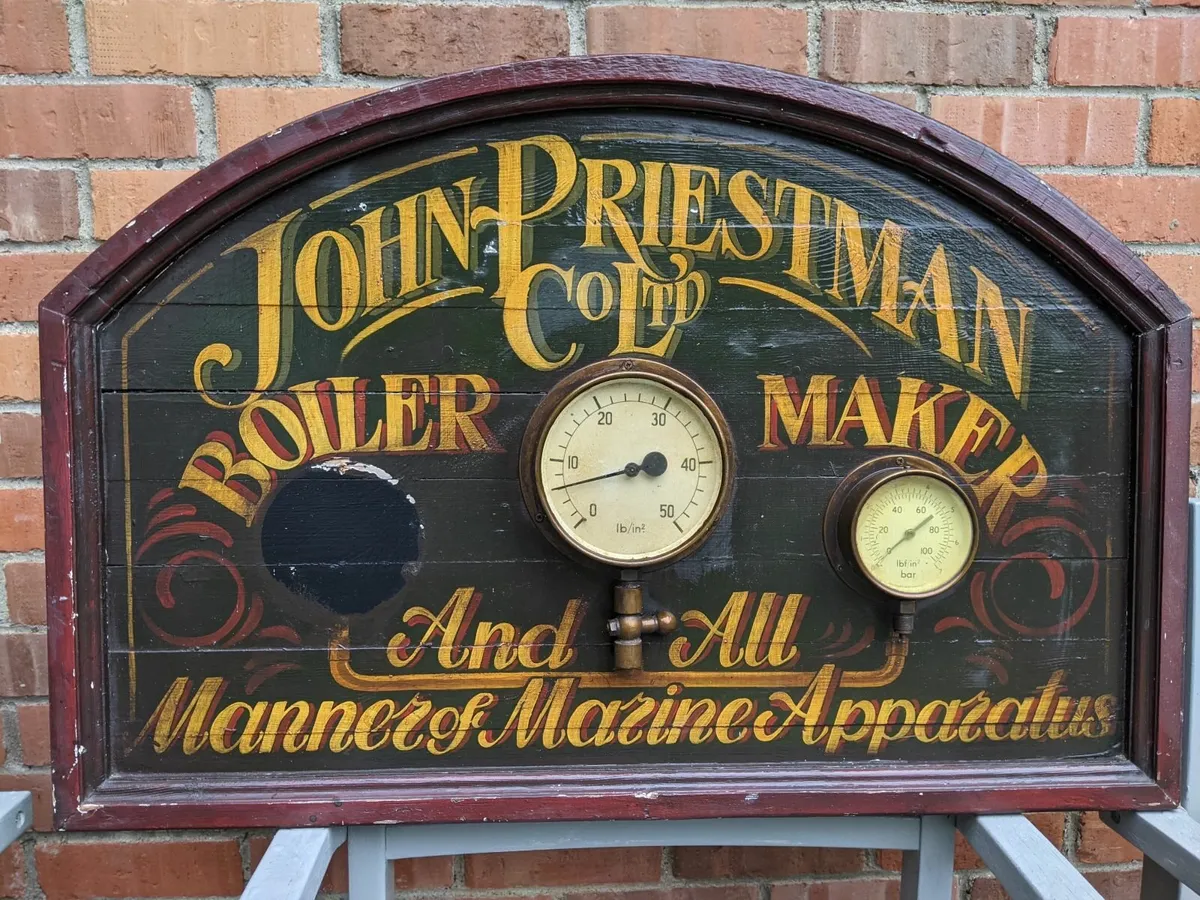 JOHN PRIESTMAN
CO LT'D
BOILER MAKER
20 30
10 40
0 50
lb/in²
40 60
20 80
0 100
lbf/in²
bar
And All
Manner of Marine Apparatus